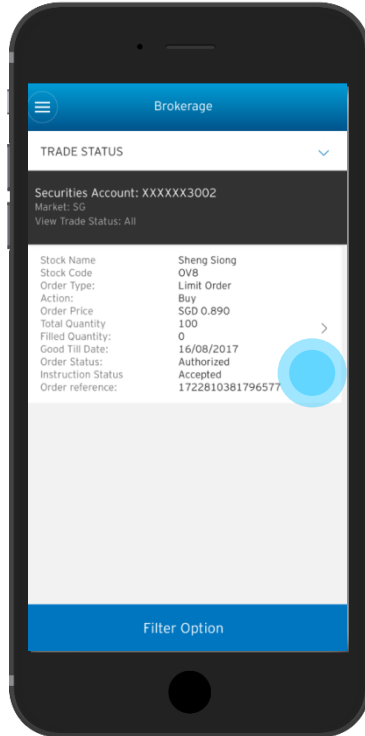 Brokerage
TRADE STATUS
Securities Account: XXXXXX3002
Market: SG
View Trade Status: All
Stock Name Sheng Siong
Stock Code OV8
Order Type: Limit Order
Action: Buy
Order Price SGD 0.890
Total Quantity 100
Filled Quantity: 0
Good Till Date: 16/08/2017
Order Status: Authorized
Instruction Status Accepted
Order reference: 1722810381796577
Filter Option